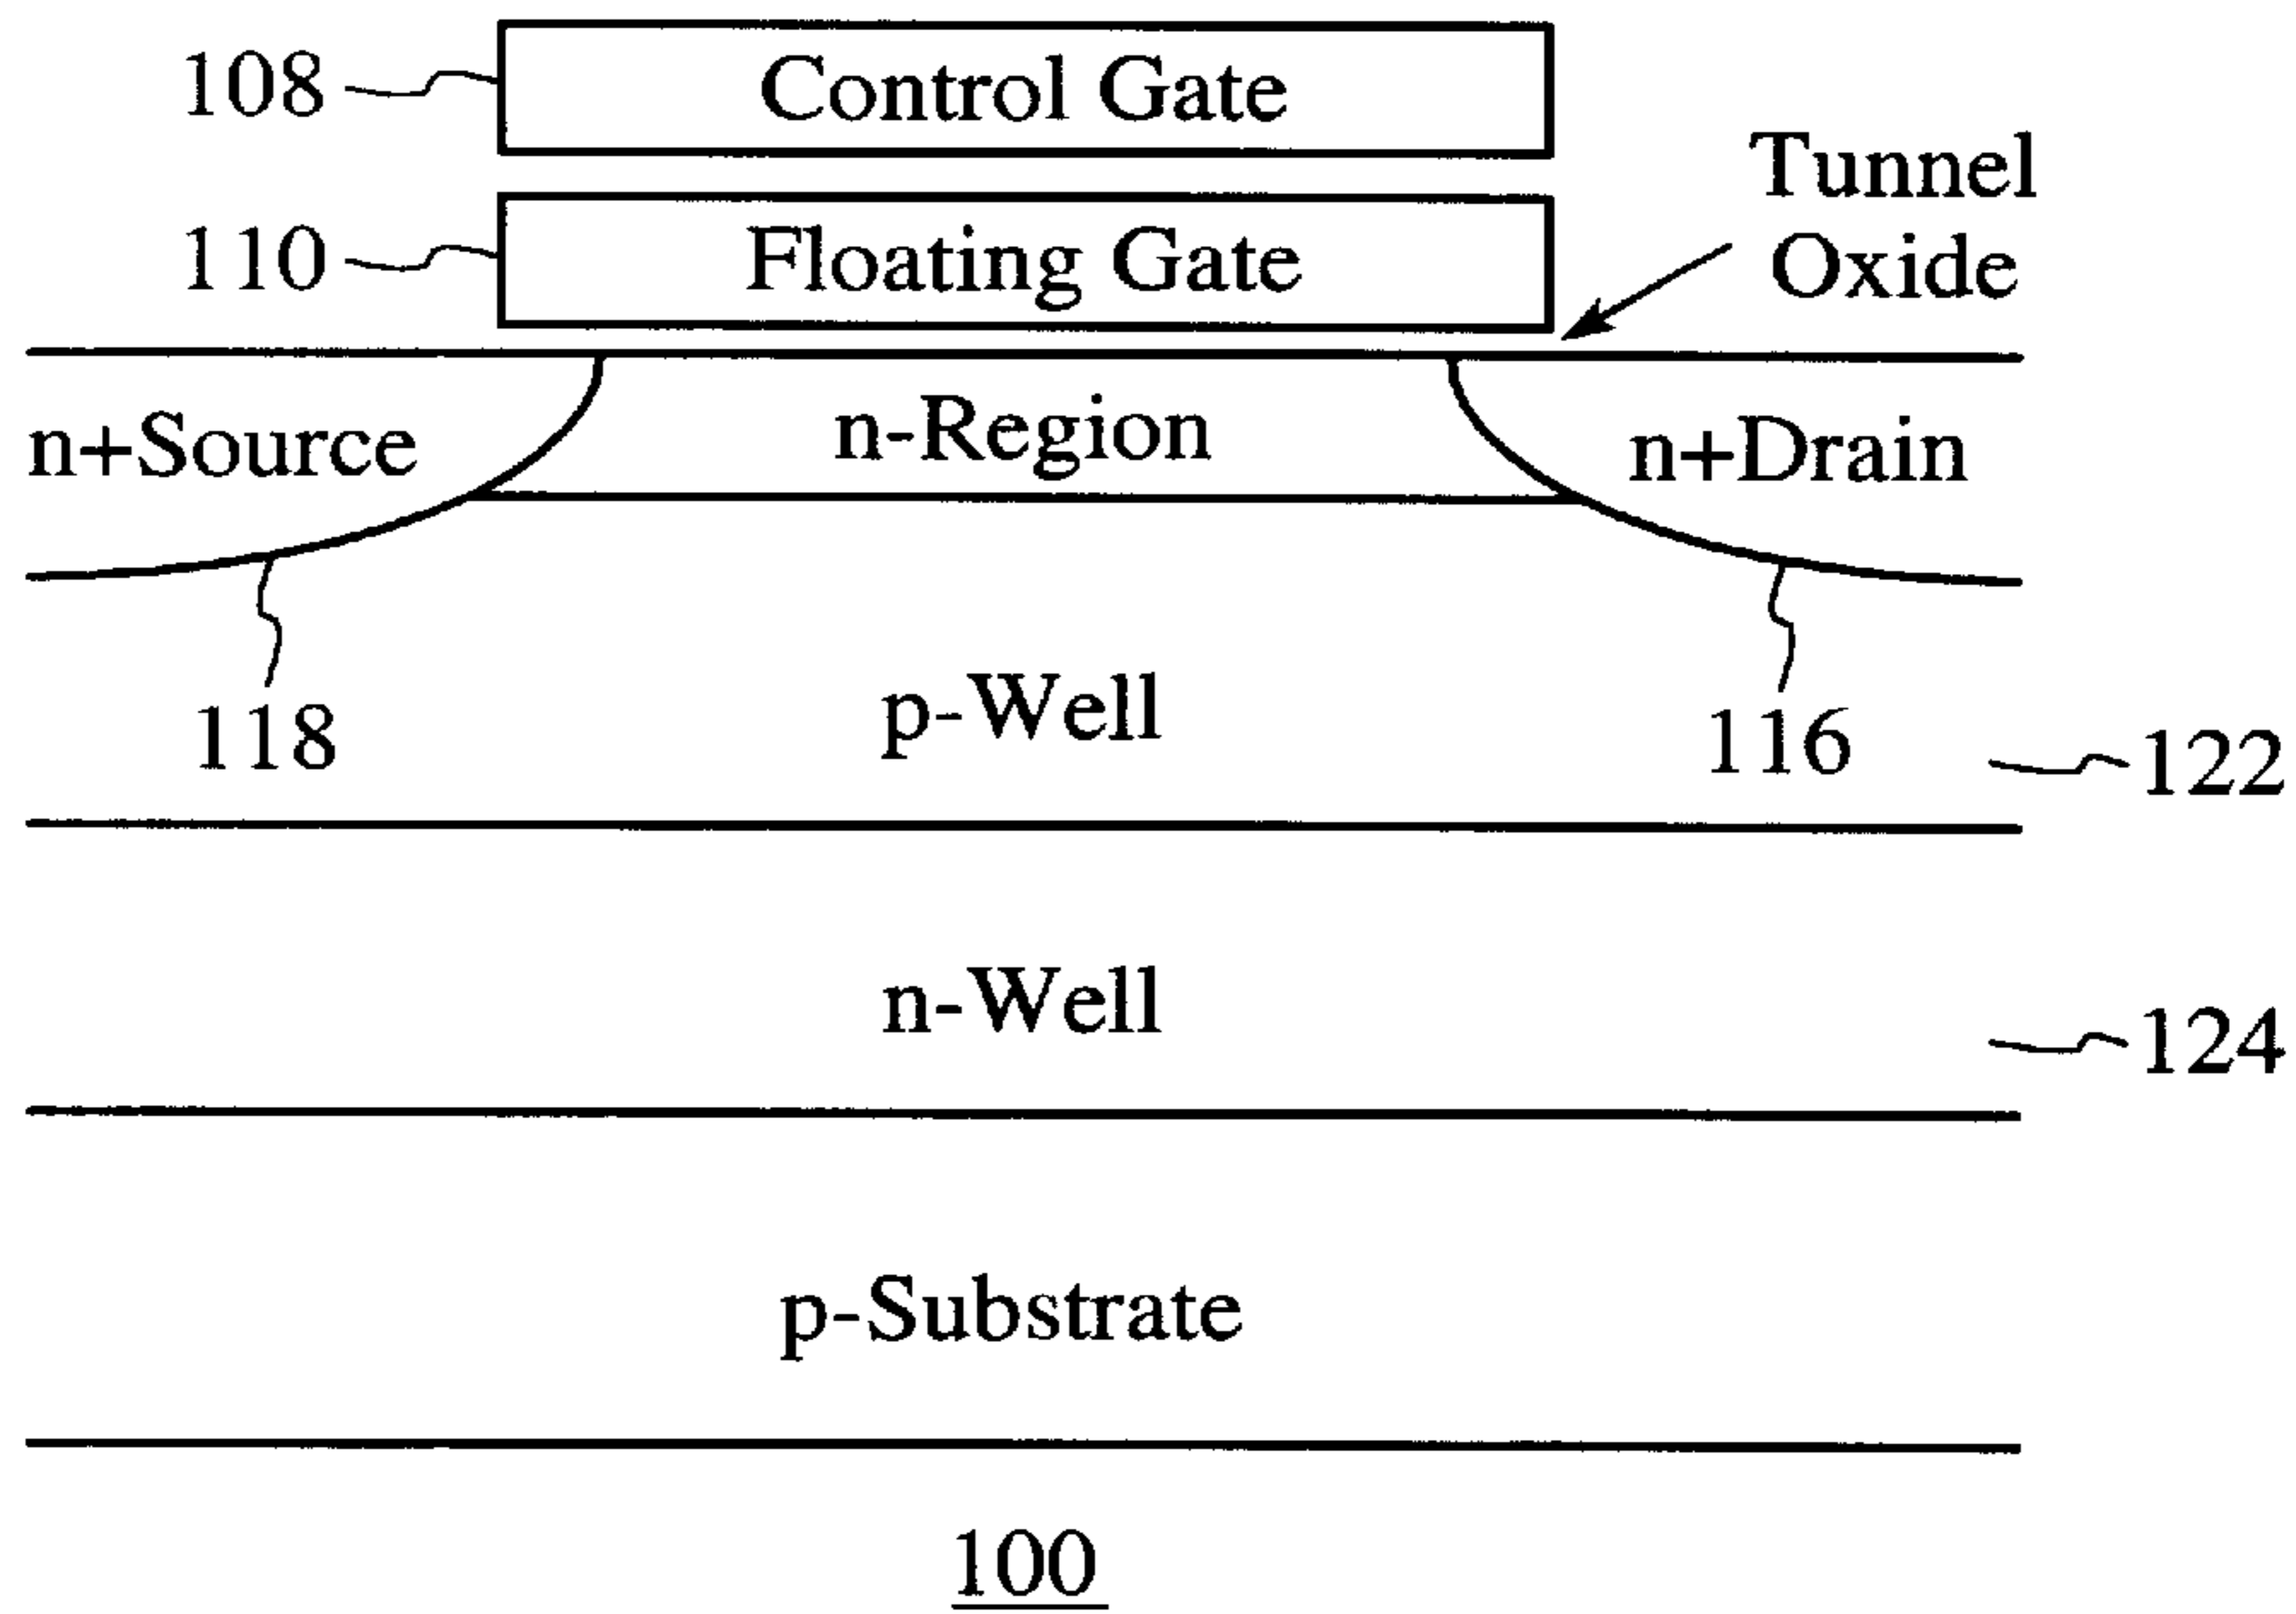 108
Control Gate
Tunnel
Oxide
110
Floating Gate
n+Source
n-Region
n+Drain
118
p-Well
116
122
n-Well
124
p-Substrate
100